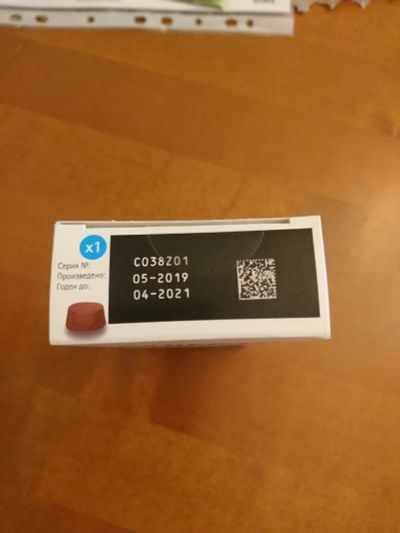 x1
Серия №: C038Z01
Произведено: 05-2019
Годен до: 04-2021